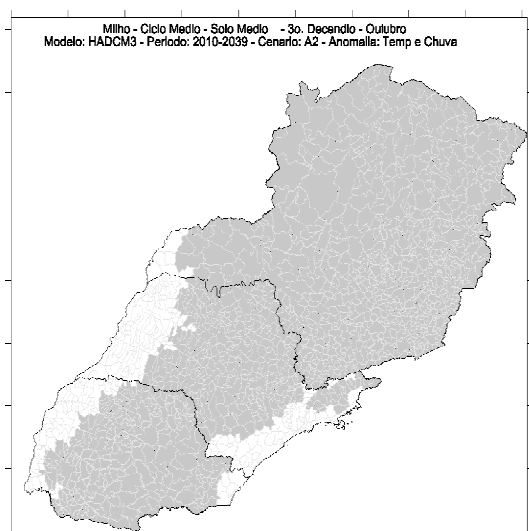 Milho - Ciclo Medio - Solo Medio - 3o. Decendio - Outubro
Modelo: HADCM3 - Periodo: 2010-2039 - Cenario: A2 - Anomalia: Temp e Chuva